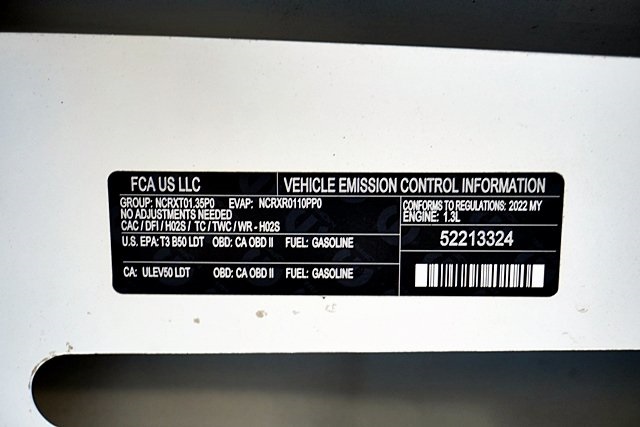 FCA US LLC
VEHICLE EMISSION CONTROL INFORMATION
GROUP: NCRXT01.35P0 EVAP: NCRXR0110PP0
NO ADJUSTMENTS NEEDED
CAC / DFI / H02S / TC / TWC / WR - H02S
CONFORMS TO REGULATIONS: 2022 MY
ENGINE: 1.3L
U.S. EPA: T3 B50 LDT OBD: CA OBD II FUEL: GASOLINE
52213324
CA: ULEV50 LDT OBD: CA OBD II FUEL: GASOLINE